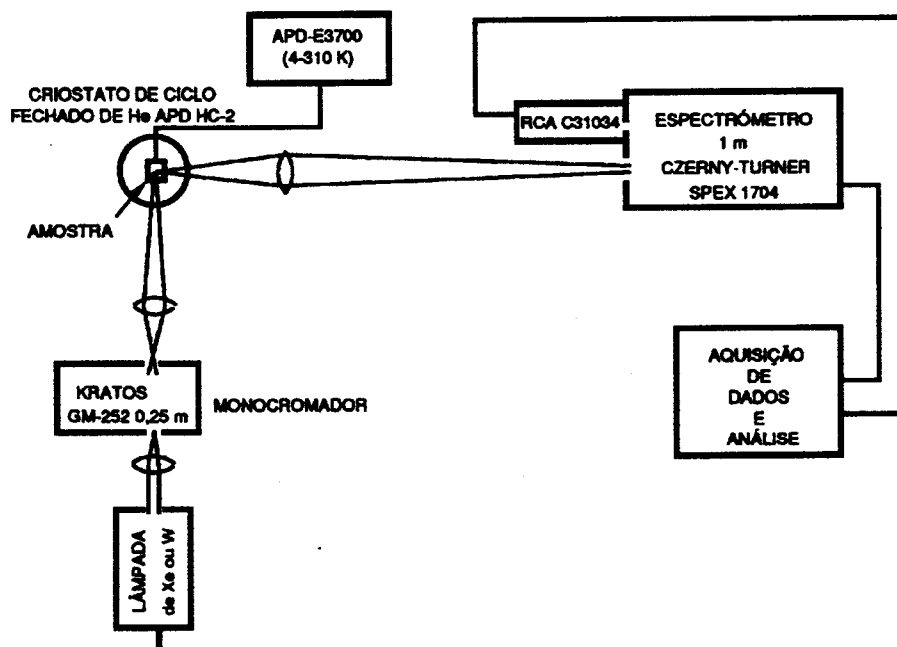 APD-E3700
(4-310 K)
CRIOSTATO DE CICLO
FECHADO DE He APD HC-2
RCA C31034
ESPECTRÓMETRO
1 m
CZERNY-TURNER
SPEX 1704
AMOSTRA
KRATOS
GM-252 0,25 m
MONOCROMADOR
AQUISIÇÃO
DE
DADOS
E
ANÁLISE
LÂMPADA
de Xe ou W